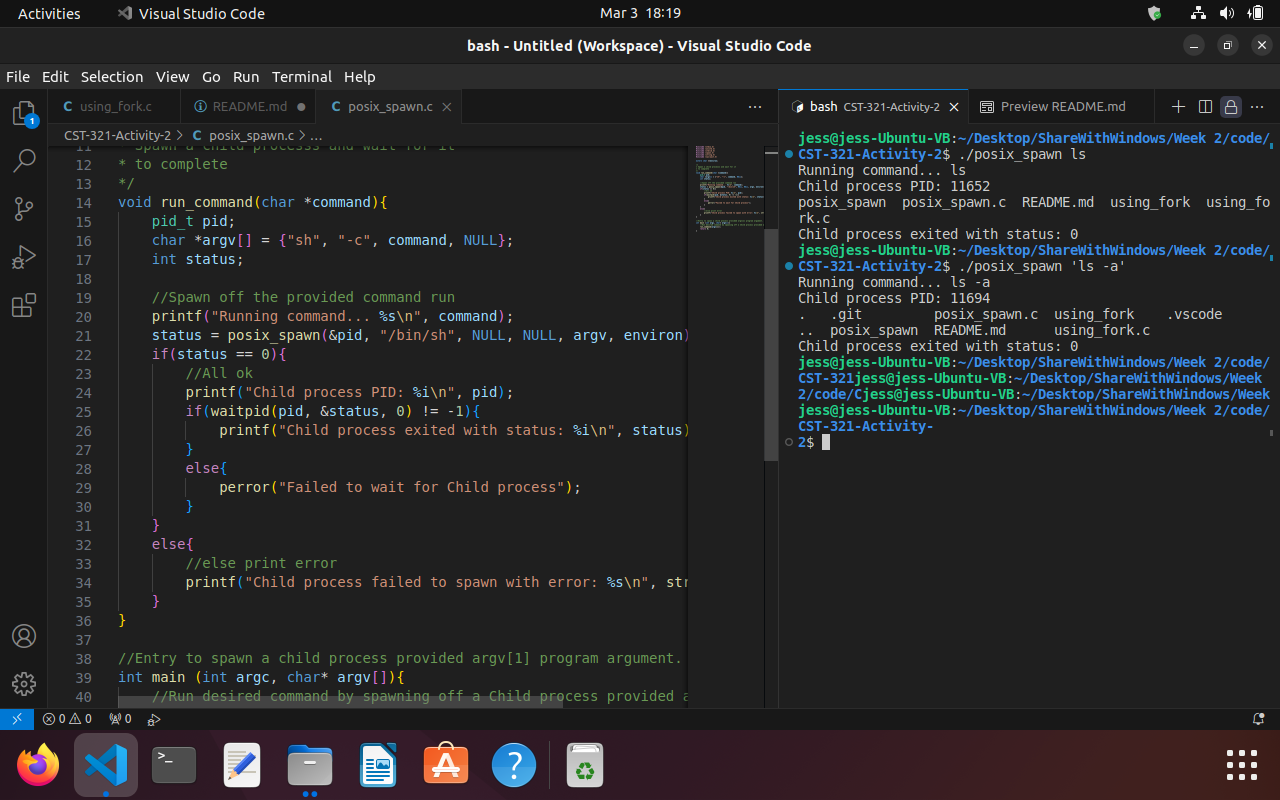 Activities
Visual Studio Code
Mar 3 18:19
bash - Untitled (Workspace) - Visual Studio Code
File Edit Selection View Go Run Terminal Help
C using_fork.c
README.md
C posix_spawn.c
CST-321-Activity-2 > C posix_spawn.c > ...
11 Spawn a child processs and wait for it
12 * to complete
13 */
14 void run_command(char *command){
15 pid_t pid;
16 char *argv[] = {"sh", "-c", command, NULL};
17 int status;
18
19 //Spawn off the provided command run
20 printf("Running command... %s\n", command);
21 status = posix_spawn(&pid, "/bin/sh", NULL, NULL, argv, environ)
22 if(status == 0){
23 //All ok
24 printf("Child process PID: %i\n", pid);
25 if(waitpid(pid, &status, 0) != -1){
26 printf("Child process exited with status: %i\n", status)
27 }
28 else{
29 perror("Failed to wait for Child process");
30 }
31 }
32 else{
33 //else print error
34 printf("Child process failed to spawn with error: %s\n", str
35 }
36 }
37
38 //Entry to spawn a child process provided argv[1] program argument.
39 int main (int argc, char* argv[]){
40 //Run desired command by spawning off a Child process provided a
bash CST-321-Activity-2
Preview README.md
jess@jess-Ubuntu-VB:~/Desktop/ShareWithWindows/Week 2/code/
CST-321-Activity-2$ ./posix_spawn ls
Running command... ls
Child process PID: 11652
posix_spawn posix_spawn.c README.md using_fork using_fo
rk.c
Child process exited with status: 0
jess@jess-Ubuntu-VB:~/Desktop/ShareWithWindows/Week 2/code/
CST-321-Activity-2$ ./posix_spawn 'ls -a'
Running command... ls -a
Child process PID: 11694
. .git posix_spawn.c using_fork .vscode
.. posix_spawn README.md using_fork.c
Child process exited with status: 0
jess@jess-Ubuntu-VB:~/Desktop/ShareWithWindows/Week 2/code/
CST-321jess@jess-Ubuntu-VB:~/Desktop/ShareWithWindows/Week
2/code/Cjess@jess-Ubuntu-VB:~/Desktop/ShareWithWindows/Week
jess@jess-Ubuntu-VB:~/Desktop/ShareWithWindows/Week 2/code/
CST-321-Activity-
2$
1
0 0 0